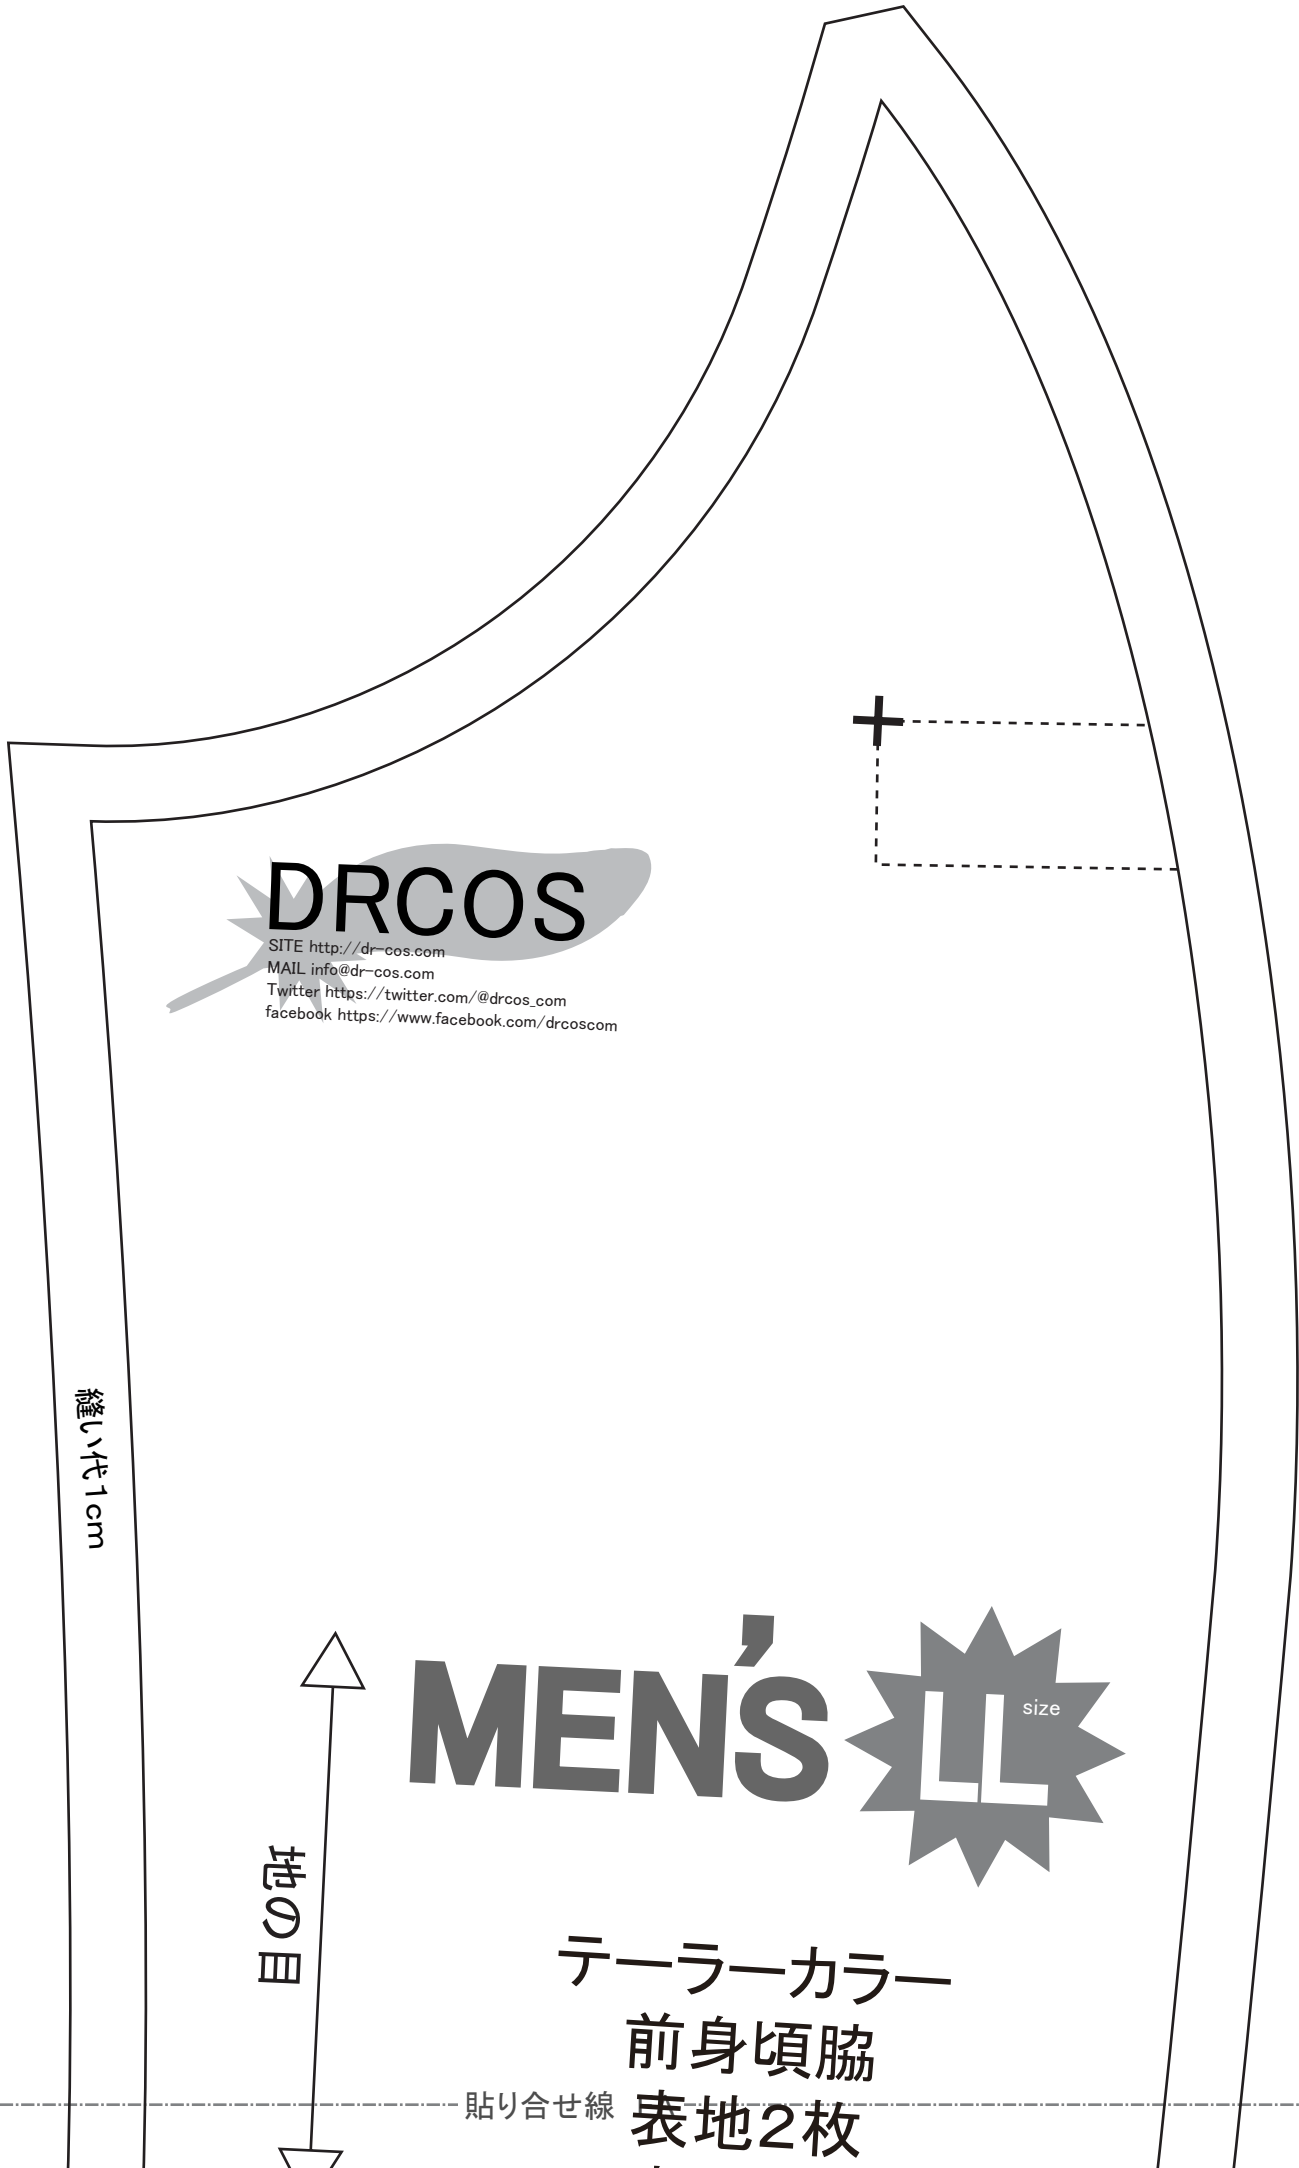 DRCOS
SITE http://dr-cos.com
MAIL info@dr-cos.com
Twitter https://twitter.com/@drcos_com
facebook https://www.facebook.com/drcoscom
縫い代1cm
MEN'S
LL size
地の目
テーラーカラー
前身頃脇
貼り合せ線
表地2枚